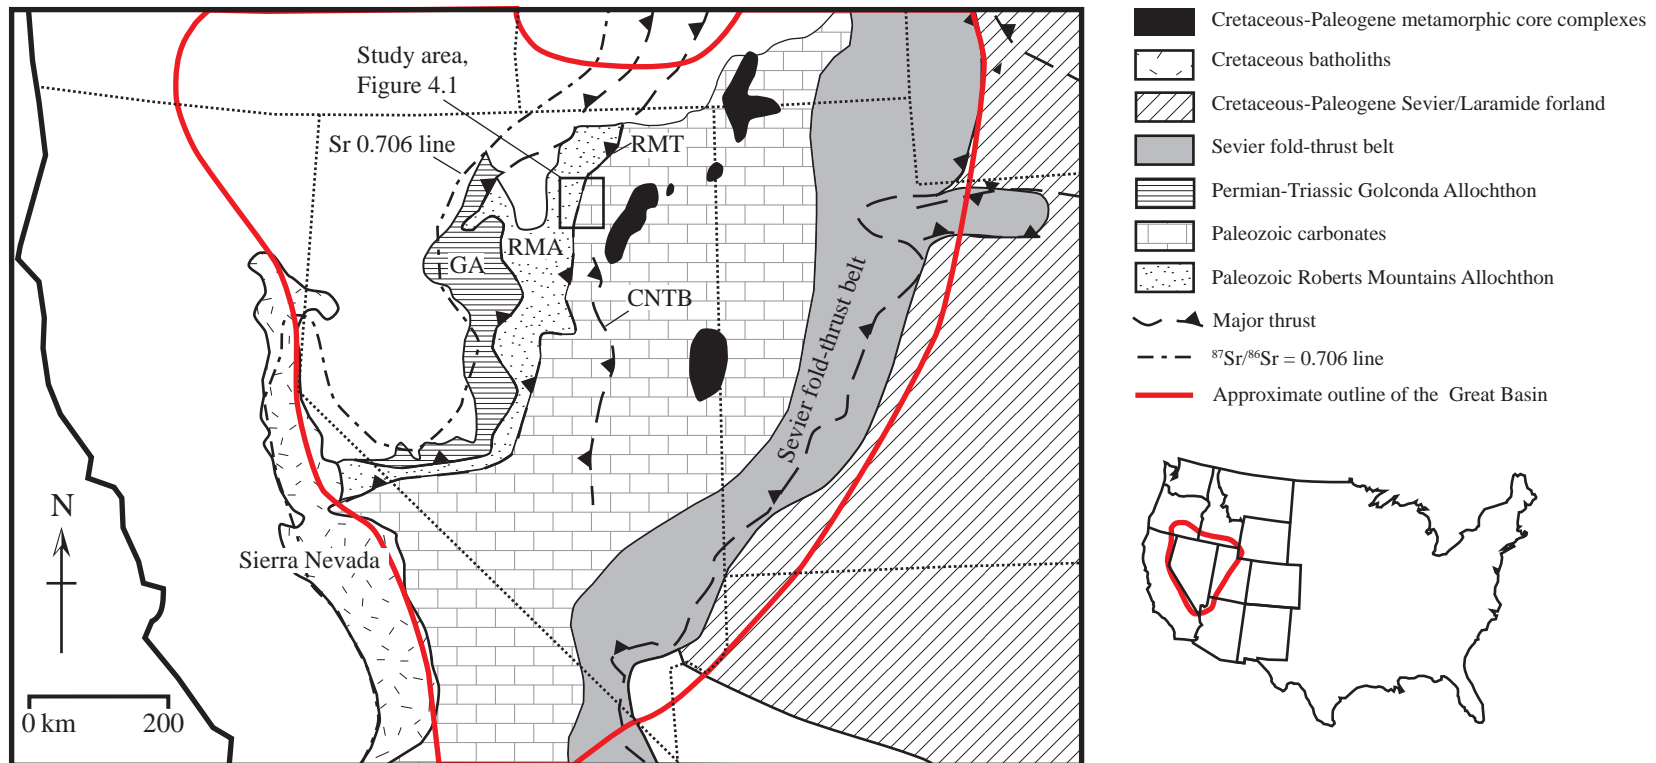 Study area,
Figure 4.1
Sr 0.706 line
RMT
RMA
GA
CNTB
Sevier fold-thrust belt
Sierra Nevada
N
0 km 200
Cretaceous-Paleogene metamorphic core complexes
Cretaceous batholiths
Cretaceous-Paleogene Sevier/Laramide forland
Sevier fold-thrust belt
Permian-Triassic Golconda Allochthon
Paleozoic carbonates
Paleozoic Roberts Mountains Allochthon
Major thrust
⁸⁷Sr/⁸⁶Sr = 0.706 line
Approximate outline of the Great Basin